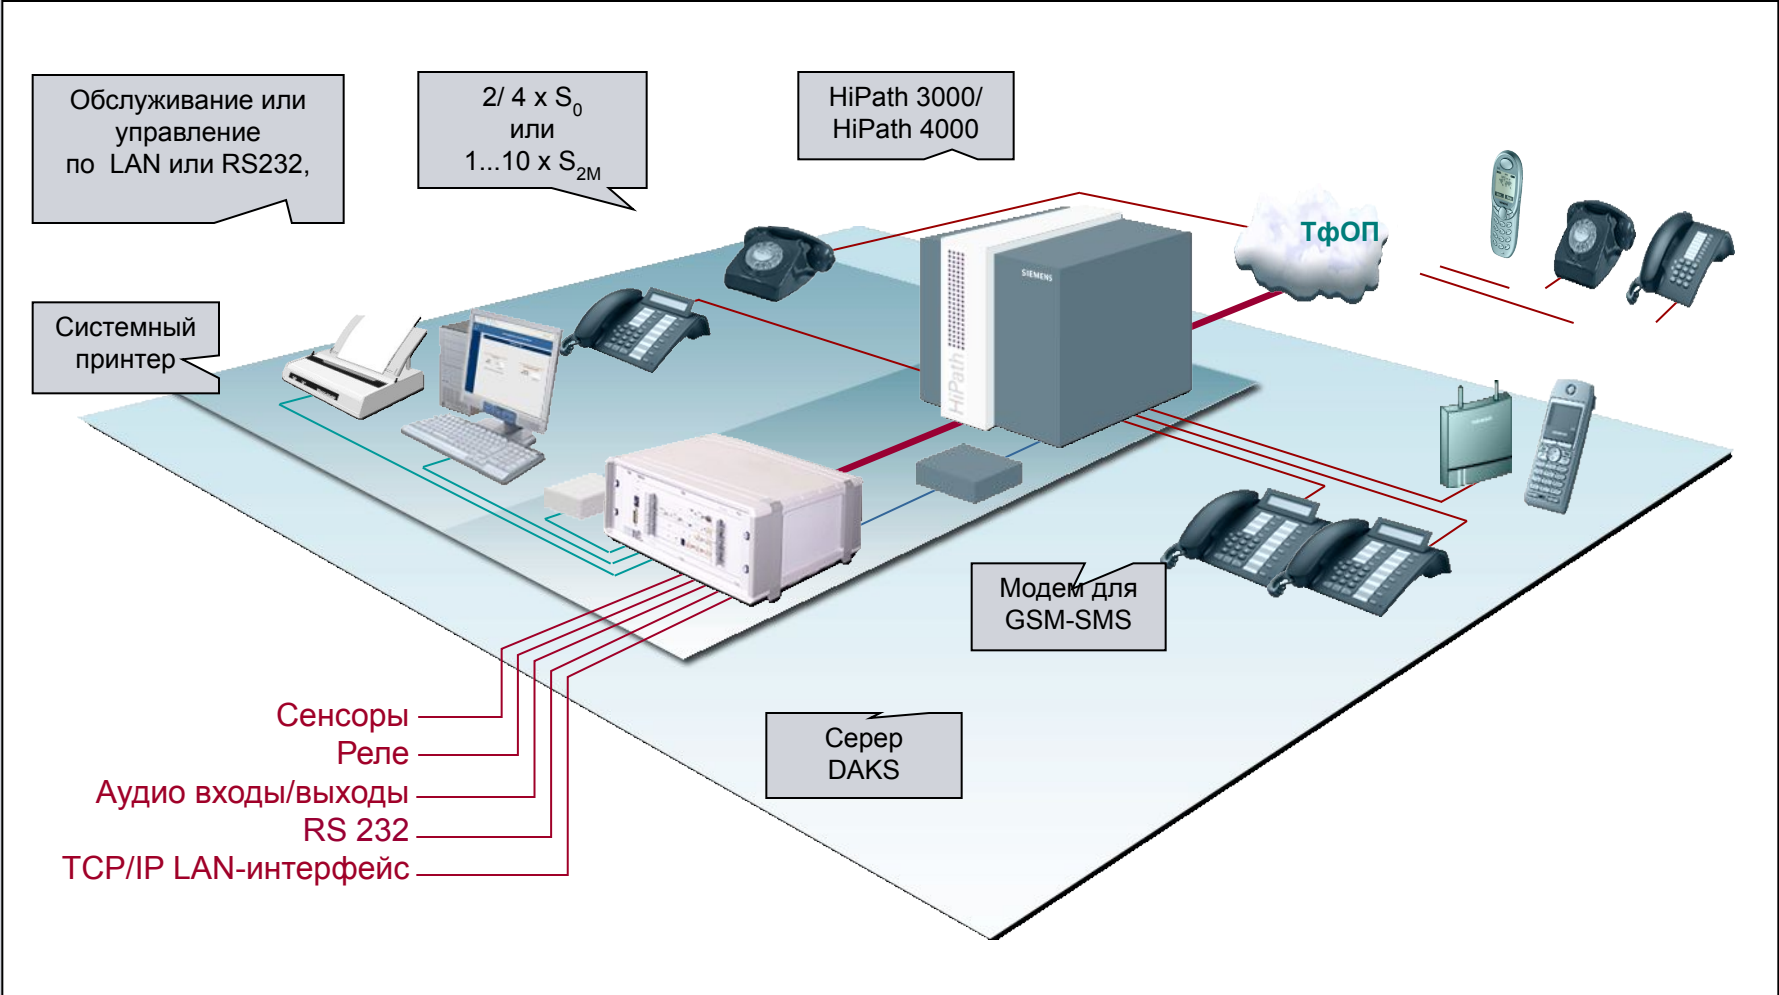 Обслуживание или
управление
по LAN или RS232,
2/ 4 x S0
или
1...10 x S2M
HiPath 3000/
HiPath 4000
ТфОП
SIEMENS
HiPath
Системный
принтер
Модем для
GSM-SMS
Серер
DAKS
Сенсоры
Реле
Аудио входы/выходы
RS 232
TCP/IP LAN-интерфейс